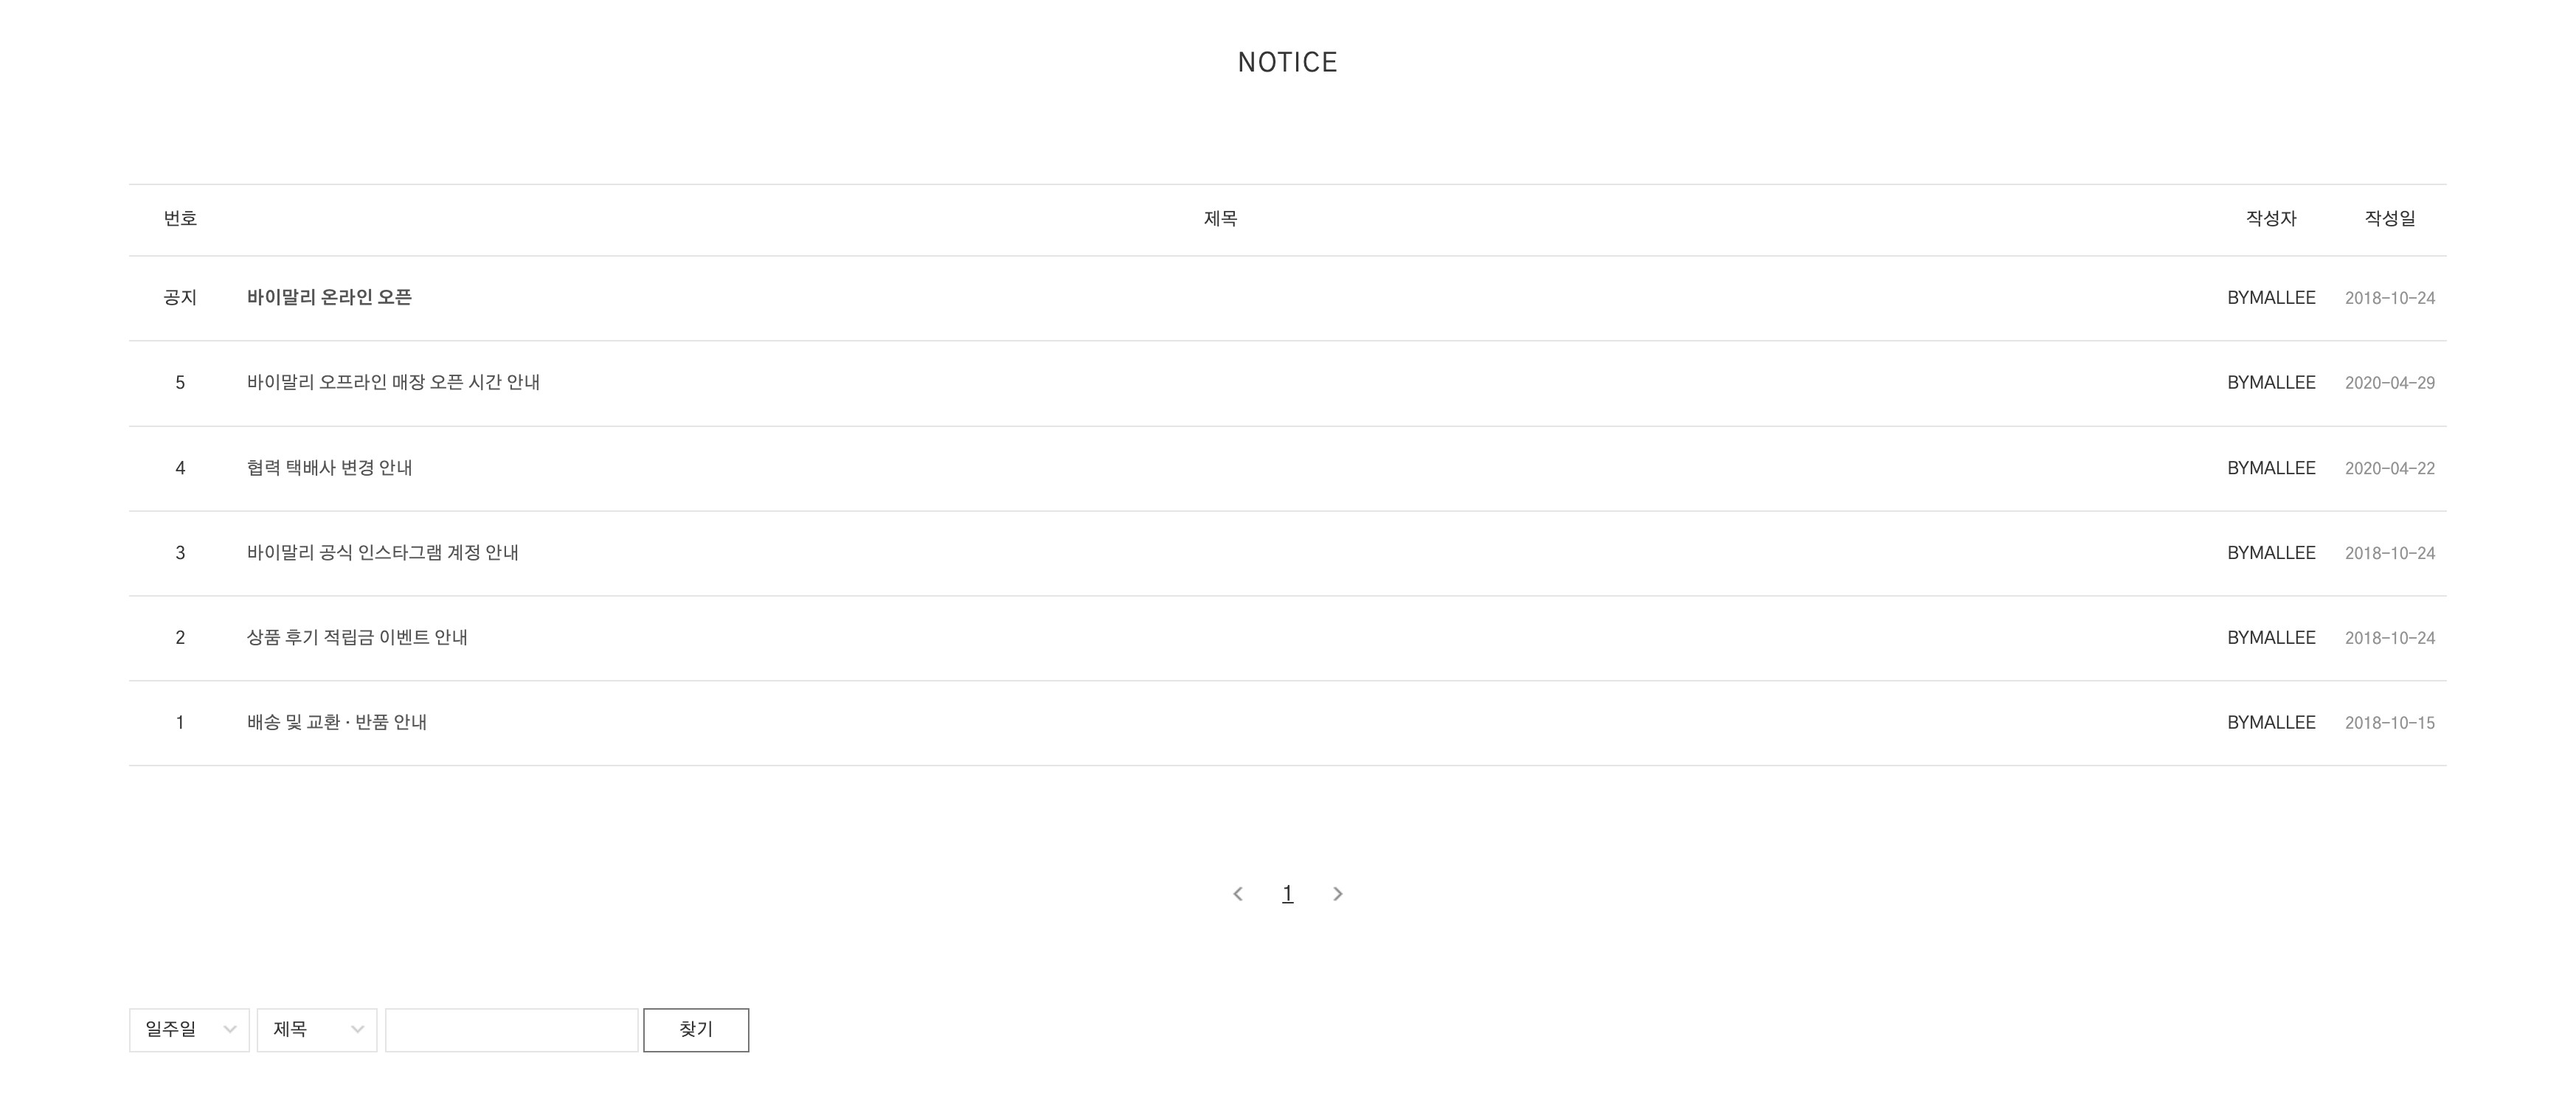 NOTICE
번호 제목 작성자 작성일
공지 바이말리 온라인 오픈 BYMALLEE 2018-10-24
5 바이말리 오프라인 매장 오픈 시간 안내 BYMALLEE 2020-04-29
4 협력 택배사 변경 안내 BYMALLEE 2020-04-22
3 바이말리 공식 인스타그램 계정 안내 BYMALLEE 2018-10-24
2 상품 후기 적립금 이벤트 안내 BYMALLEE 2018-10-24
1 배송 및 교환 · 반품 안내 BYMALLEE 2018-10-15
1
일주일 제목 찾기